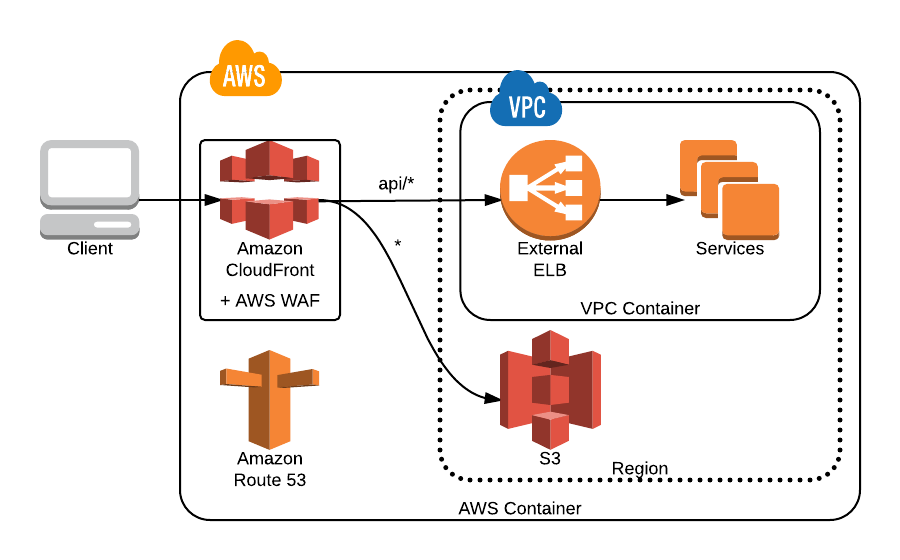 AWS
VPC
api/*
Client
Amazon
CloudFront
+ AWS WAF
*
External
ELB
Services
VPC Container
Amazon
Route 53
S3
Region
AWS Container